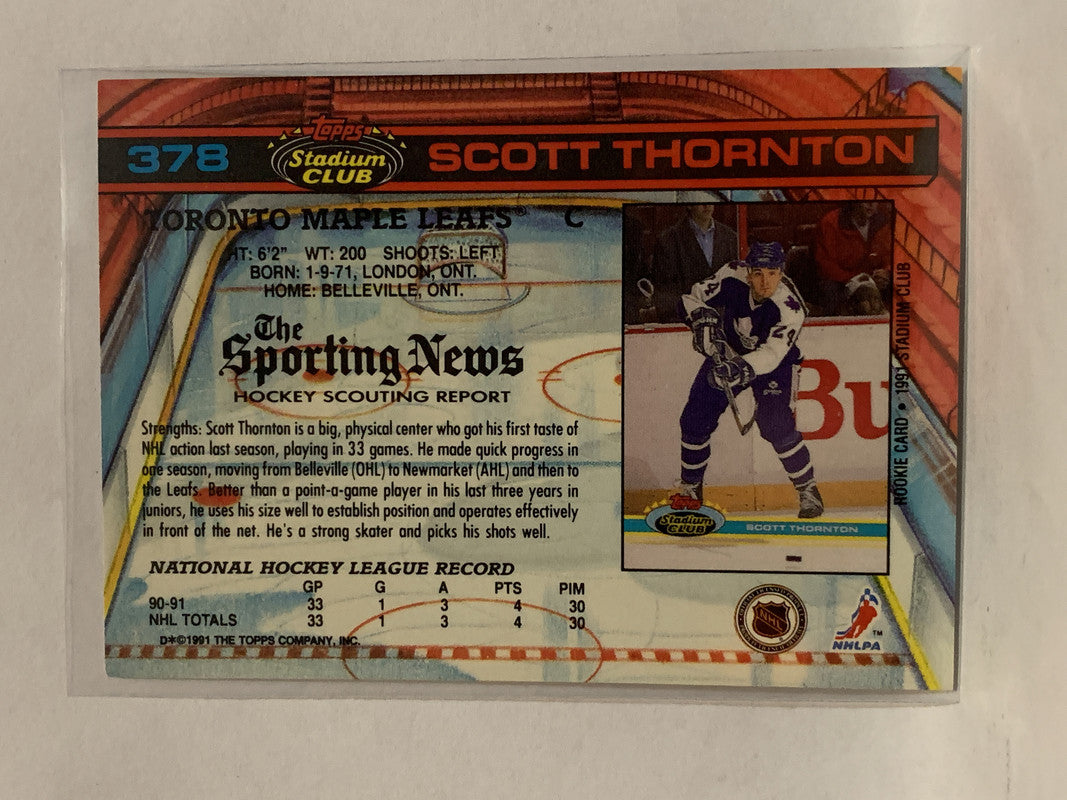 378
Topps
Stadium
CLUB
SCOTT THORNTON
TORONTO MAPLE LEAFS C
HT: 6'2" WT: 200 SHOOTS: LEFT
BORN: 1-9-71, LONDON, ONT.
HOME: BELLEVILLE, ONT.
The
Sporting News
HOCKEY SCOUTING REPORT
Strengths: Scott Thornton is a big, physical center who got his first taste of
NHL action last season, playing in 33 games. He made quick progress in
one season, moving from Belleville (OHL) to Newmarket (AHL) and then to
the Leafs. Better than a point-a-game player in his last three years in
juniors, he uses his size well to establish position and operates effectively
in front of the net. He's a strong skater and picks his shots well.
NATIONAL HOCKEY LEAGUE RECORD
GP G A PTS PIM
90-91 33 1 3 4 30
NHL TOTALS 33 1 3 4 30
D*©1991 THE TOPPS COMPANY, INC.
24
Bu
Topps
Stadium
CLUB
SCOTT THORNTON
ROOKIE CARD • 1991 STADIUM CLUB
NHL
NHLPA
TM